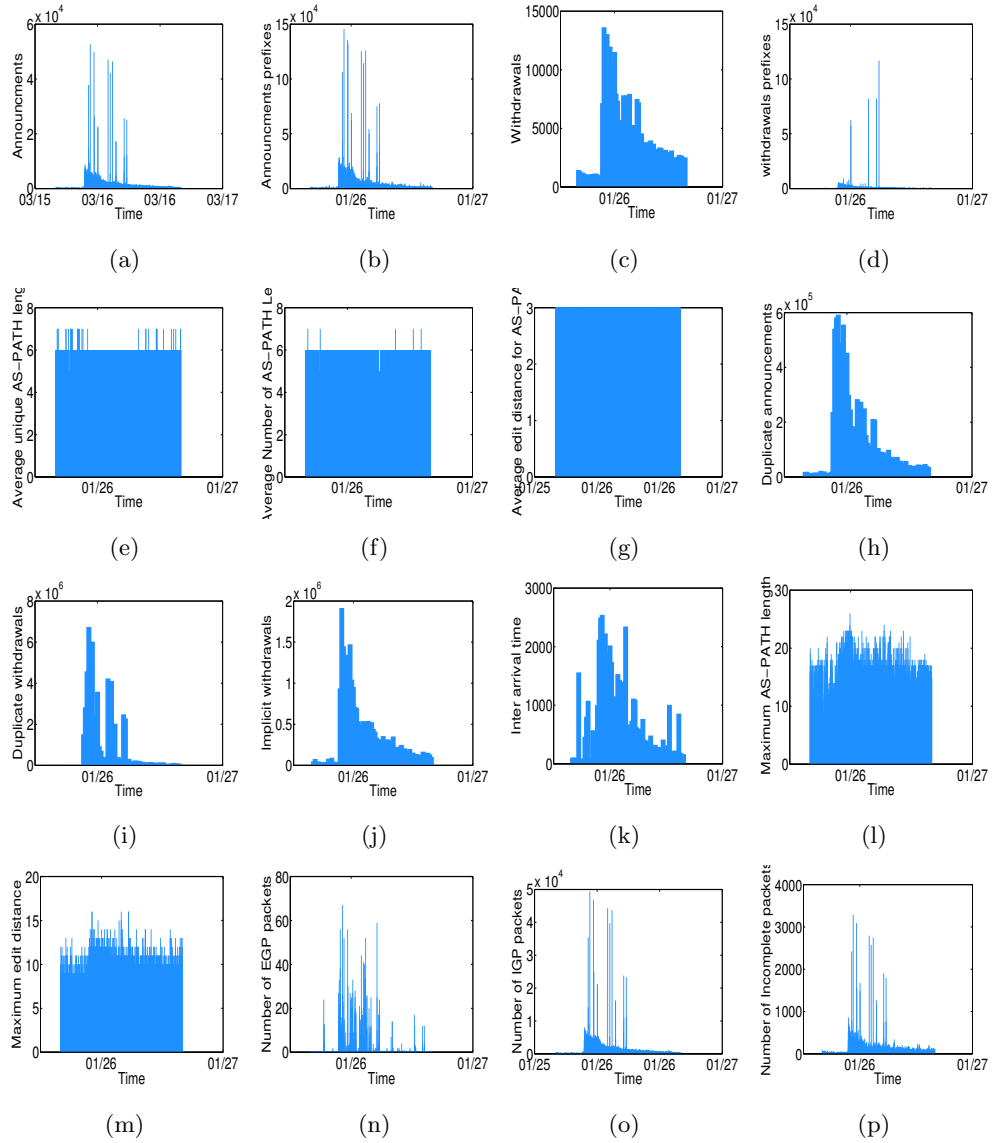 x 10^4
Announcments
6
4
2
0
03/15 03/16 03/16 03/17
Time
(a)
x 10^4
Announcments prefixes
15
10
5
0
01/26 01/27
Time
(b)
Withdrawals
15000
10000
5000
0
01/26 01/27
Time
(c)
x 10^4
withdrawals prefixes
15
10
5
0
01/26 01/27
Time
(d)
Average unique AS-PATH leng
8
6
4
2
0
01/26 01/27
Time
(e)
Average Number of AS-PATH Le
8
6
4
2
0
01/26 01/27
Time
(f)
Average edit distance for AS-PA
3
2
1
0
01/25 01/26 01/26 01/27
Time
(g)
x 10^5
Duplicate announcements
6
4
2
0
01/26 01/27
Time
(h)
x 10^6
Duplicate withdrawals
8
6
4
2
0
01/26 01/27
Time
(i)
x 10^6
Implicit withdrawals
2
1.5
1
0.5
0
01/26 01/27
Time
(j)
Inter arrival time
3000
2000
1000
0
01/26 01/27
Time
(k)
Maximum AS-PATH length
30
20
10
0
01/26 01/27
Time
(l)
Maximum edit distance
20
15
10
5
0
01/26 01/27
Time
(m)
Number of EGP packets
80
60
40
20
0
01/26 01/27
Time
(n)
x 10^4
Number of IGP packets
5
4
3
2
1
0
01/25 01/26 01/26 01/27
Time
(o)
Number of Incomplete packets
4000
3000
2000
1000
0
01/26 01/27
Time
(p)